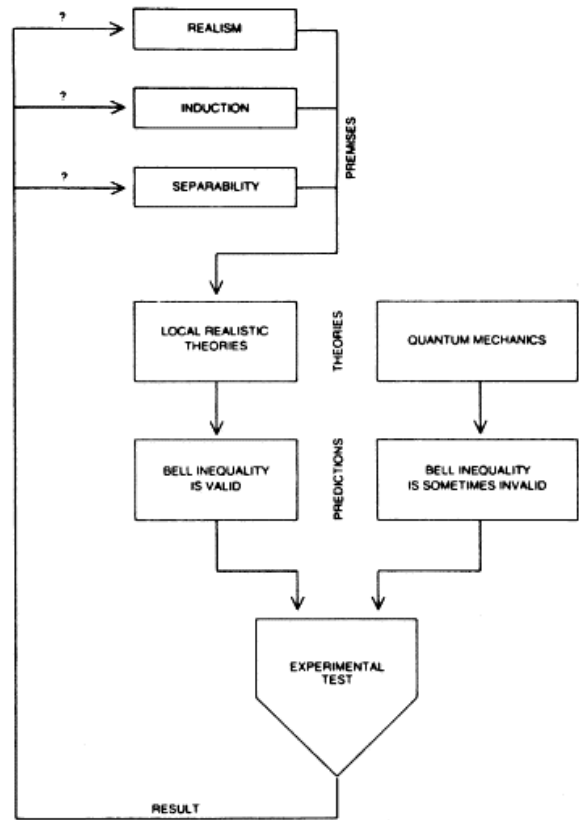 ?
REALISM
?
INDUCTION
PREMISES
?
SEPARABILITY
LOCAL REALISTIC
THEORIES
THEORIES
QUANTUM MECHANICS
BELL INEQUALITY
IS VALID
PREDICTIONS
BELL INEQUALITY
IS SOMETIMES INVALID
EXPERIMENTAL
TEST
RESULT